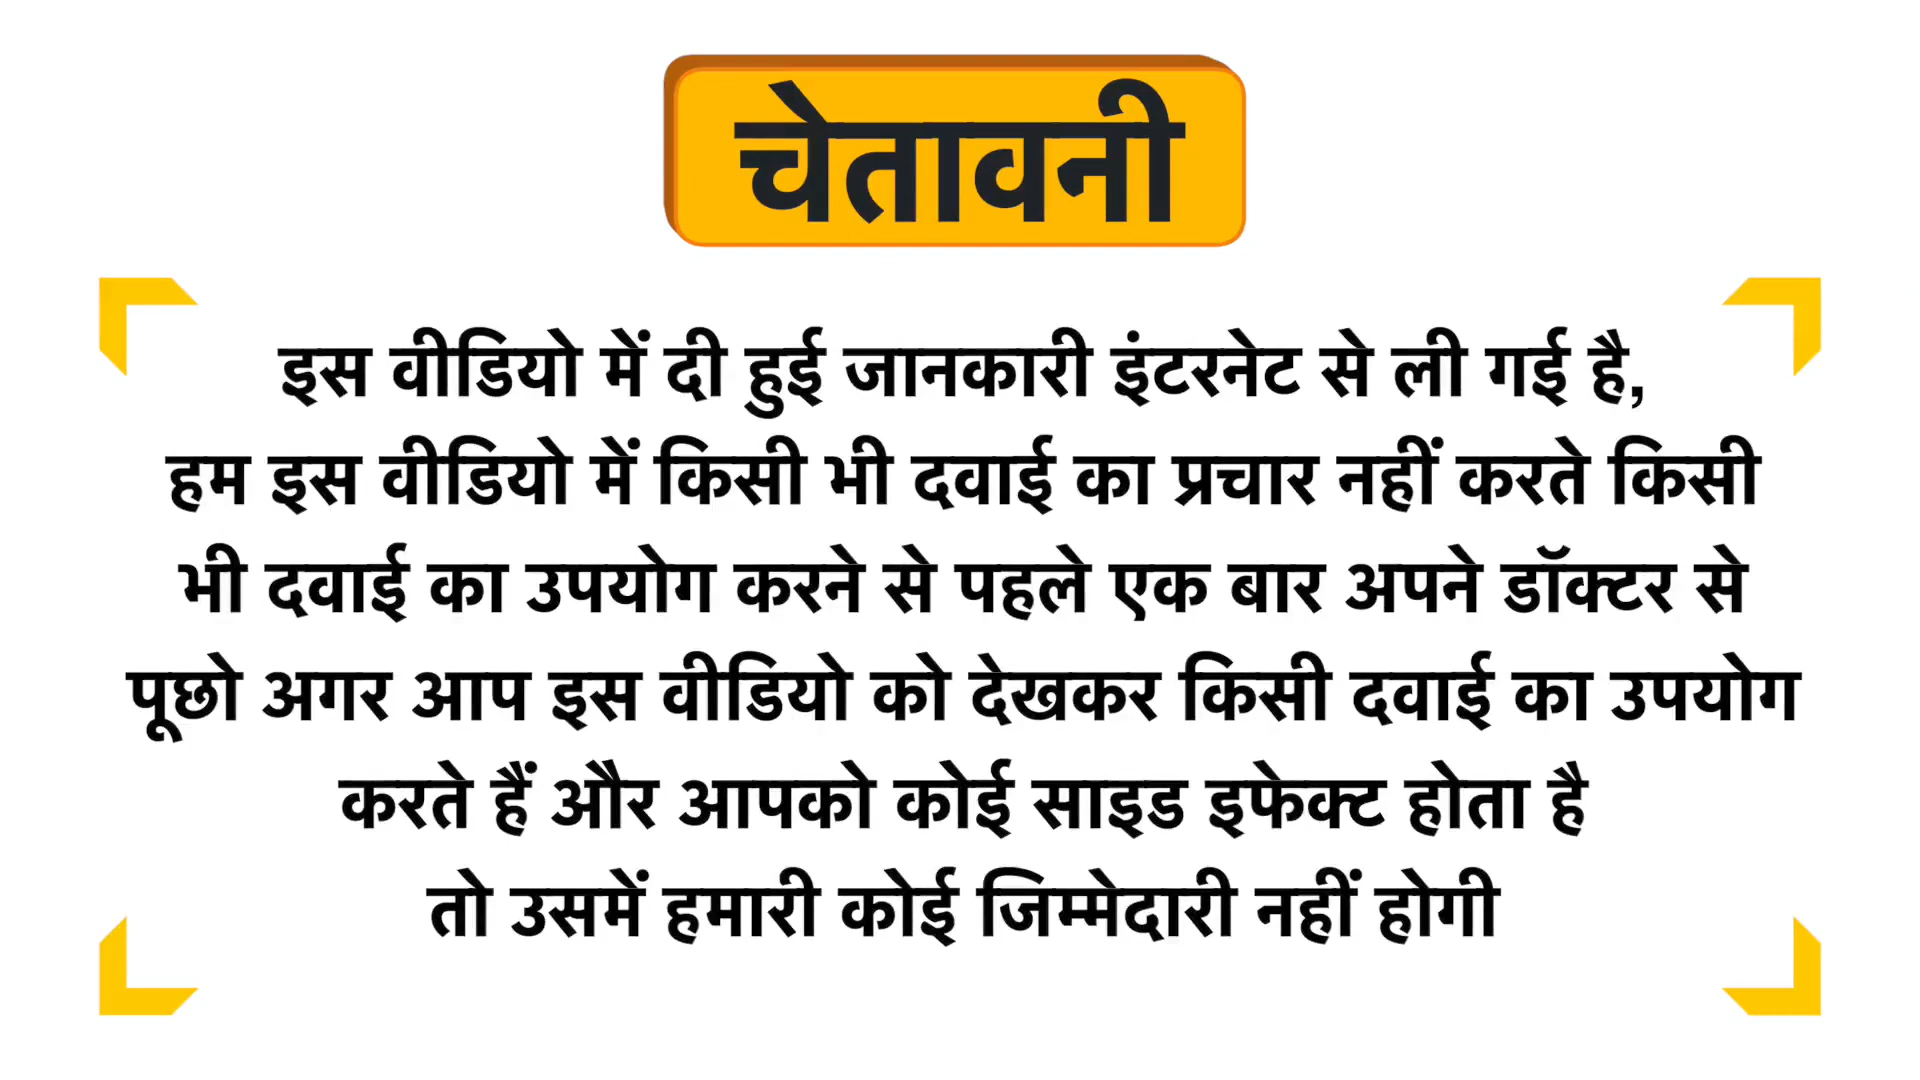 चेतावनी
इस वीडियो में दी हुई जानकारी इंटरनेट से ली गई है,
हम इस वीडियो में किसी भी दवाई का प्रचार नहीं करते किसी
भी दवाई का उपयोग करने से पहले एक बार अपने डॉक्टर से
पूछो अगर आप इस वीडियो को देखकर किसी दवाई का उपयोग
करते हैं और आपको कोई साइड इफेक्ट होता है
तो उसमें हमारी कोई जिम्मेदारी नहीं होगी